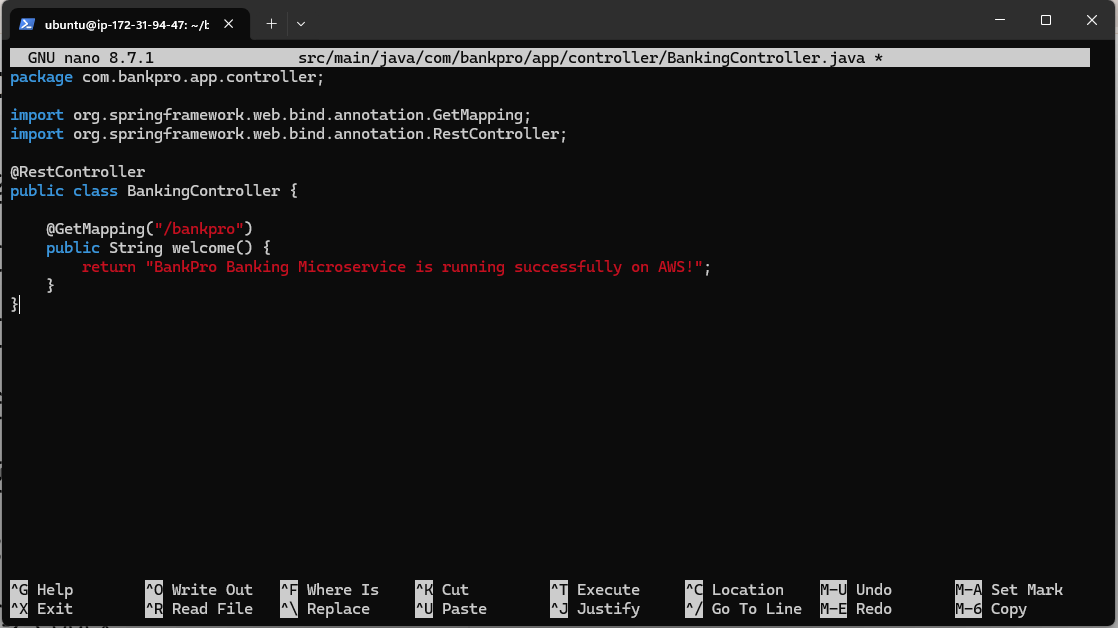 ubuntu@ip-172-31-94-47: ~/b
GNU nano 8.7.1 src/main/java/com/bankpro/app/controller/BankingController.java *
package com.bankpro.app.controller;
import org.springframework.web.bind.annotation.GetMapping;
import org.springframework.web.bind.annotation.RestController;
@RestController
public class BankingController {
    @GetMapping("/bankpro")
    public String welcome() {
        return "BankPro Banking Microservice is running successfully on AWS!";
    }
}
^G Help ^O Write Out ^F Where Is ^K Cut ^T Execute ^C Location M-U Undo M-A Set Mark
^X Exit ^R Read File ^\ Replace ^U Paste ^J Justify ^/ Go To Line M-E Redo M-6 Copy